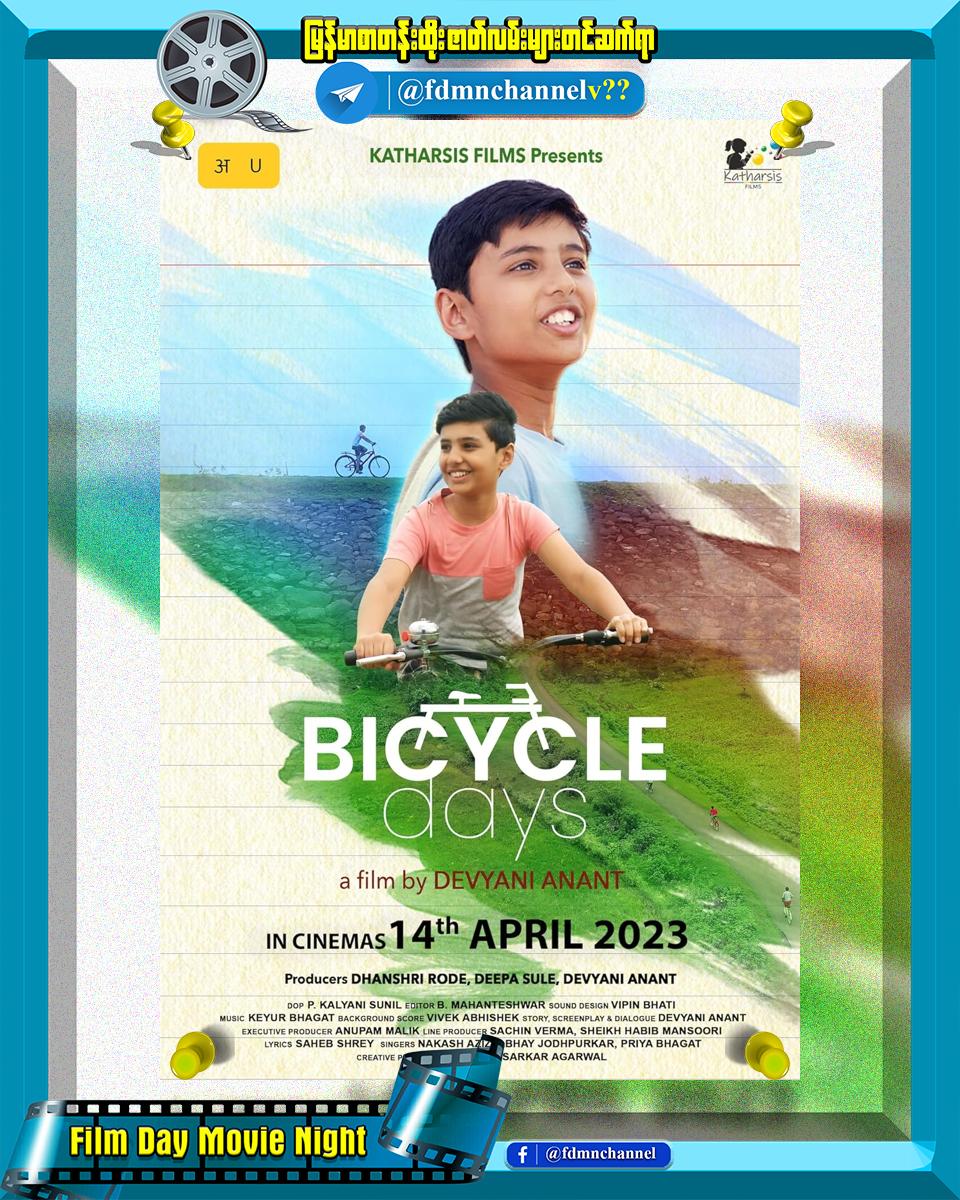 မြန်မာစာတန်းထိုးဇာတ်လမ်းများတင်ဆက်ရာ
@fdmnchannelv??
अ U
KATHARSIS FILMS Presents
Katharsis
FILMS
BICYCLE
days
a film by DEVYANI ANANT
IN CINEMAS 14th APRIL 2023
Producers DHANSHRI RODE, DEEPA SULE, DEVYANI ANANT
DOP P. KALYANI SUNIL EDITOR B. MAHANTESHWAR SOUND DESIGN VIPIN BHATI
MUSIC KEYUR BHAGAT BACKGROUND SCORE VIVEK ABHISHEK STORY, SCREENPLAY & DIALOGUE DEVYANI ANANT
EXECUTIVE PRODUCER ANUPAM MALIK LINE PRODUCER SACHIN VERMA, SHEIKH HABIB MANSOORI
LYRICS SAHEB SHREY SINGERS NAKASH BHAY JODHPURKAR, PRIYA BHAGAT
CREATIVE SARKAR AGARWAL
Film Day Movie Night
f @fdmnchannel